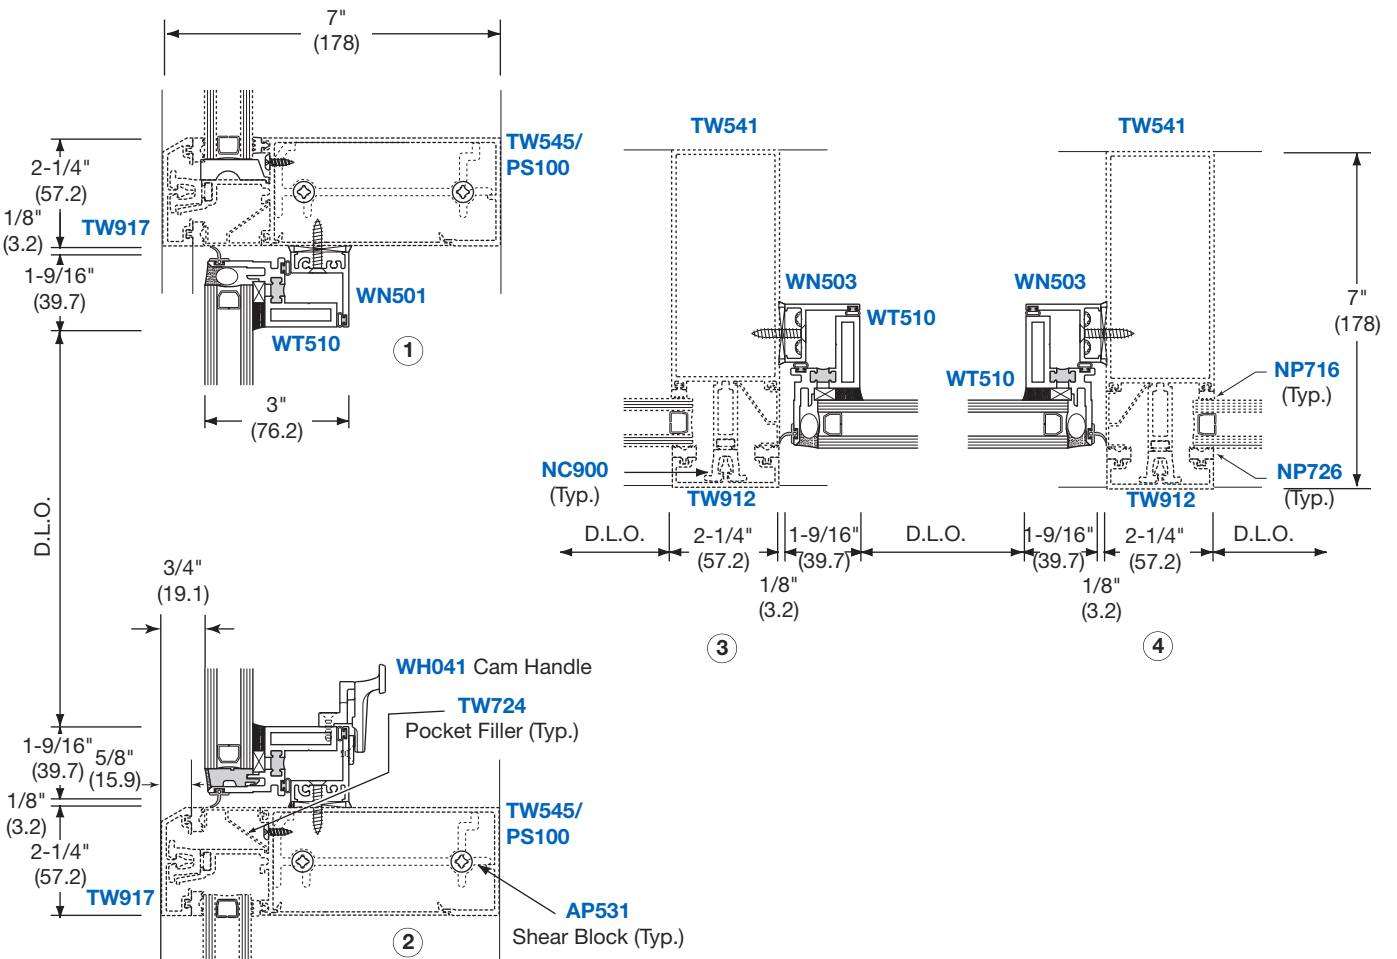 7"
(178)
2-1/4"
(57.2)
1/8"
(3.2)
TW917
1-9/16"
(39.7)
TW545/
PS100
WN501
WT510
1
3"
(76.2)
D.L.O.
3/4"
(19.1)
WH041 Cam Handle
TW724
Pocket Filler (Typ.)
1-9/16"
(39.7)
5/8"
(15.9)
1/8"
(3.2)
2-1/4"
(57.2)
TW917
TW545/
PS100
AP531
Shear Block (Typ.)
2
TW541
WN503
WT510
NC900
(Typ.)
TW912
D.L.O.
2-1/4"
(57.2)
1-9/16"
(39.7)
1/8"
(3.2)
D.L.O.
3
TW541
WN503
WT510
7"
(178)
NP716
(Typ.)
NP726
(Typ.)
TW912
1-9/16"
(39.7)
2-1/4"
(57.2)
D.L.O.
1/8"
(3.2)
4